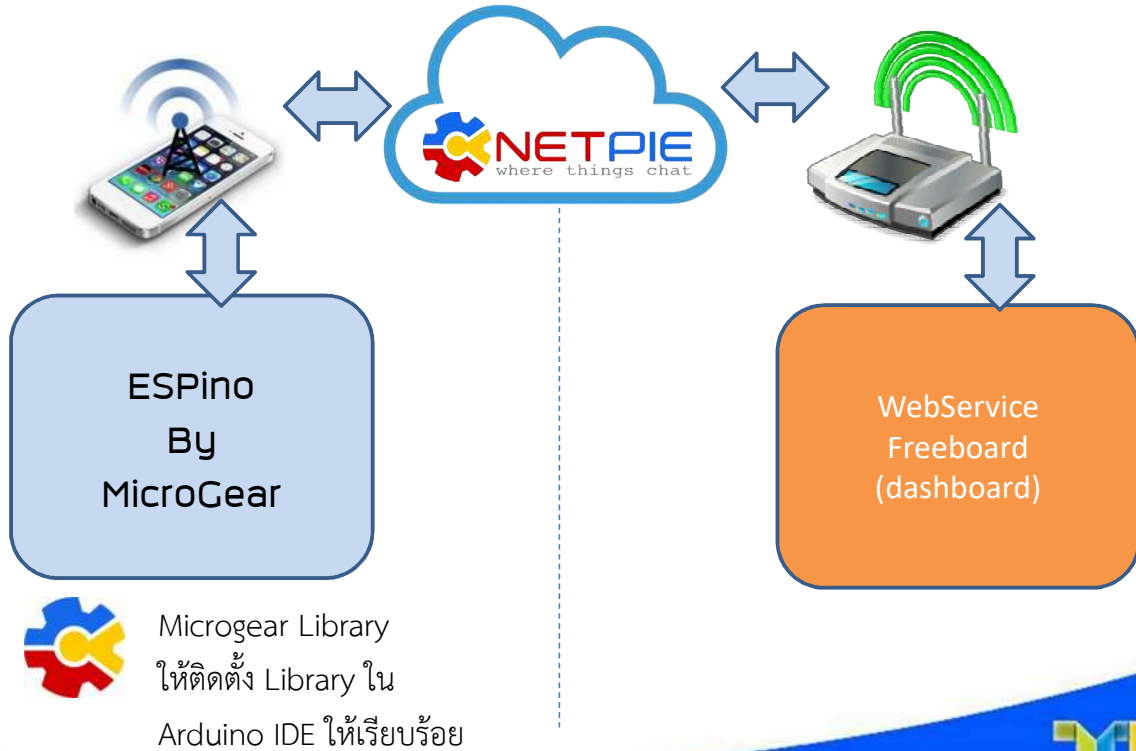 NETPIE
where things chat
ESPino
By
MicroGear
WebService
Freeboard
(dashboard)
Microgear Library
ให้ติดตั้ง Library ใน
Arduino IDE ให้เรียบร้อย